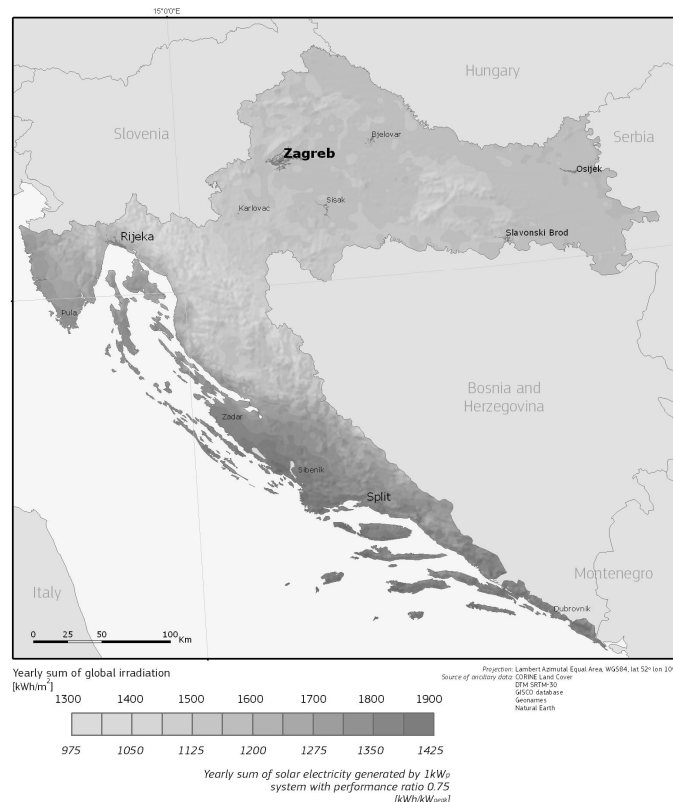 15°0'0"E
Hungary
Slovenia
Serbia
Bjelovar
Zagreb
Osijek
Karlovac
Sisak
Rijeka
Slavonski Brod
Pula
Bosnia and
Herzegovina
Zadar
Sibenik
Split
Italy
Montenegro
Dubrovnik
0 25 50 100 Km
Projection: Lambert Azimutal Equal Area, WGS84, lat 52º lon 10º
Source of ancillary data: CORINE Land Cover
DTM SRTM-30
GISCO database
Geonames
Natural Earth
Yearly sum of global irradiation
[kWh/m²]
1300 1400 1500 1600 1700 1800 1900
975 1050 1125 1200 1275 1350 1425
Yearly sum of solar electricity generated by 1kWp
system with performance ratio 0.75
[kWh/kWpeak]